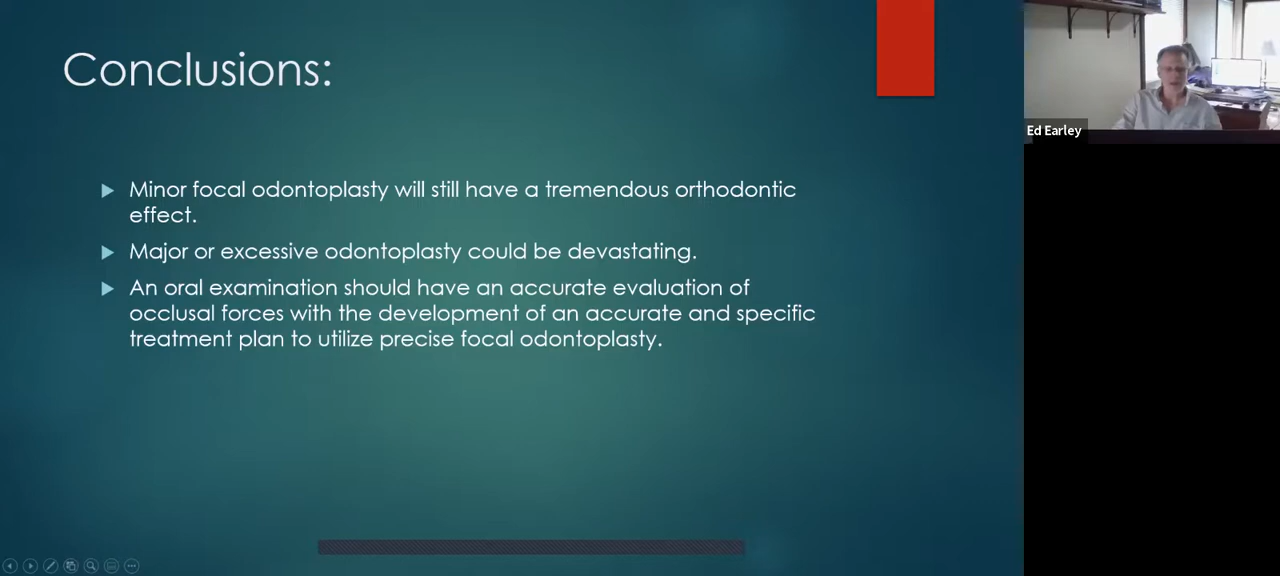 Conclusions:
Minor focal odontoplasty will still have a tremendous orthodontic
effect.
Major or excessive odontoplasty could be devastating.
An oral examination should have an accurate evaluation of
occlusal forces with the development of an accurate and specific
treatment plan to utilize precise focal odontoplasty.
Ed Earley